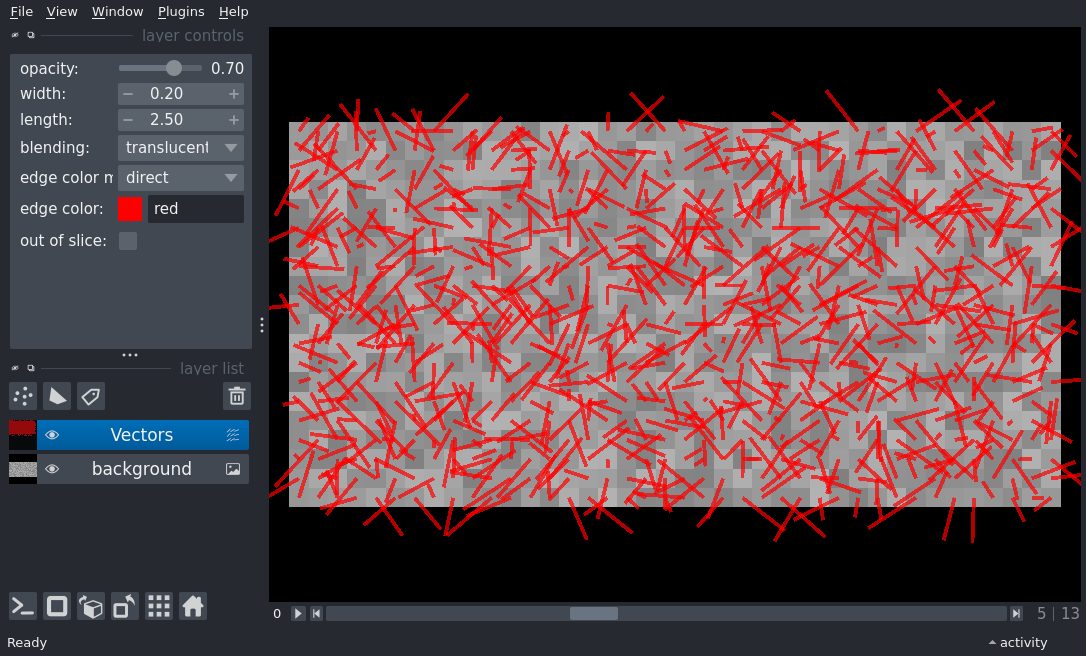 File View Window Plugins Help
layer controls
opacity: 0.70
width: − 0.20 +
length: − 2.50 +
blending: translucent
edge color m direct
edge color: red
out of slice:
layer list
Vectors
background
0 5 | 13
Ready activity